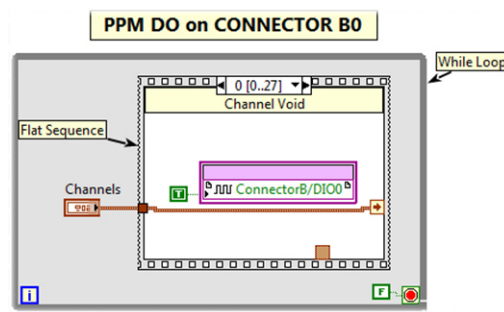 PPM DO on CONNECTOR B0
While Loop
0 [0..27]
Channel Void
Flat Sequence
T
ConnectorB/DIO0
Channels
i
F